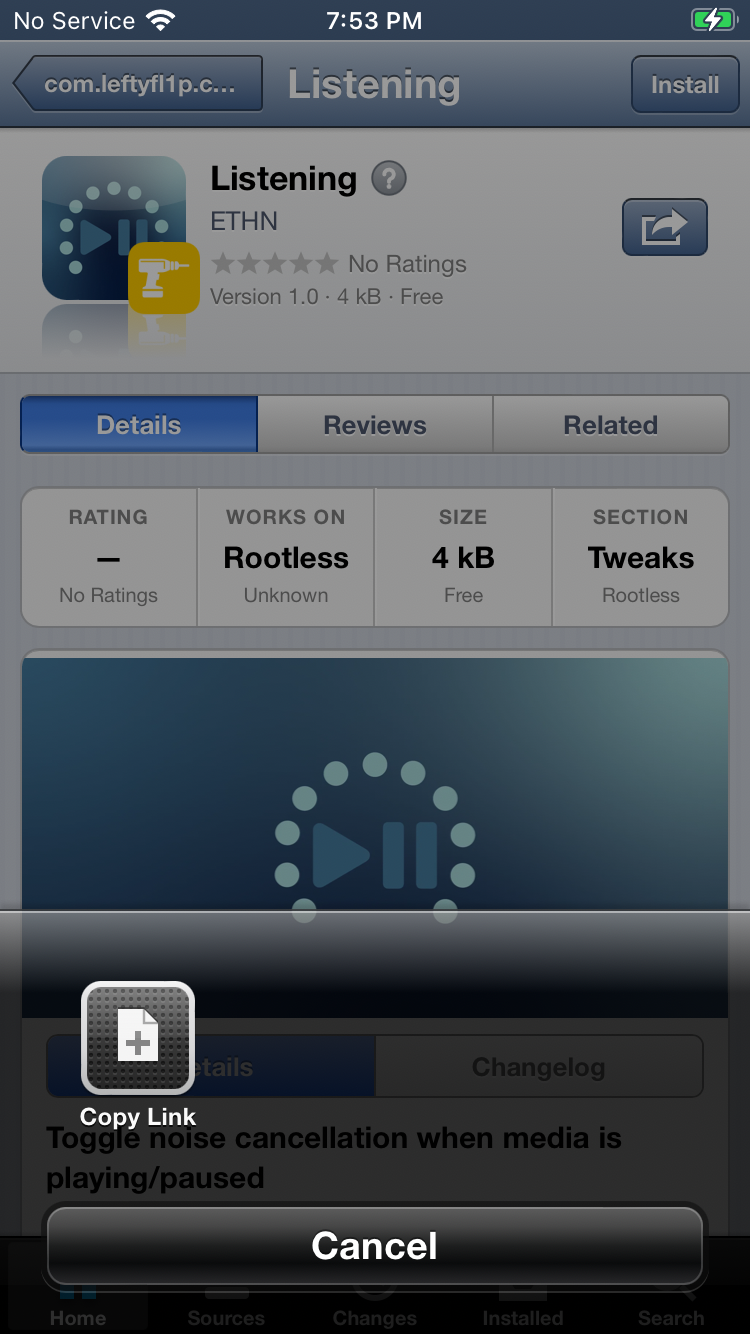 No Service 7:53 PM
com.leftyfl1p.c... Listening Install
Listening ?
ETHN
No Ratings
Version 1.0 · 4 kB · Free
Details Reviews Related
RATING WORKS ON SIZE SECTION
— Rootless 4 kB Tweaks
No Ratings Unknown Free Rootless
etails Changelog
Copy Link
Toggle noise cancellation when media is
playing/paused
Cancel
Home Sources Changes Installed Search